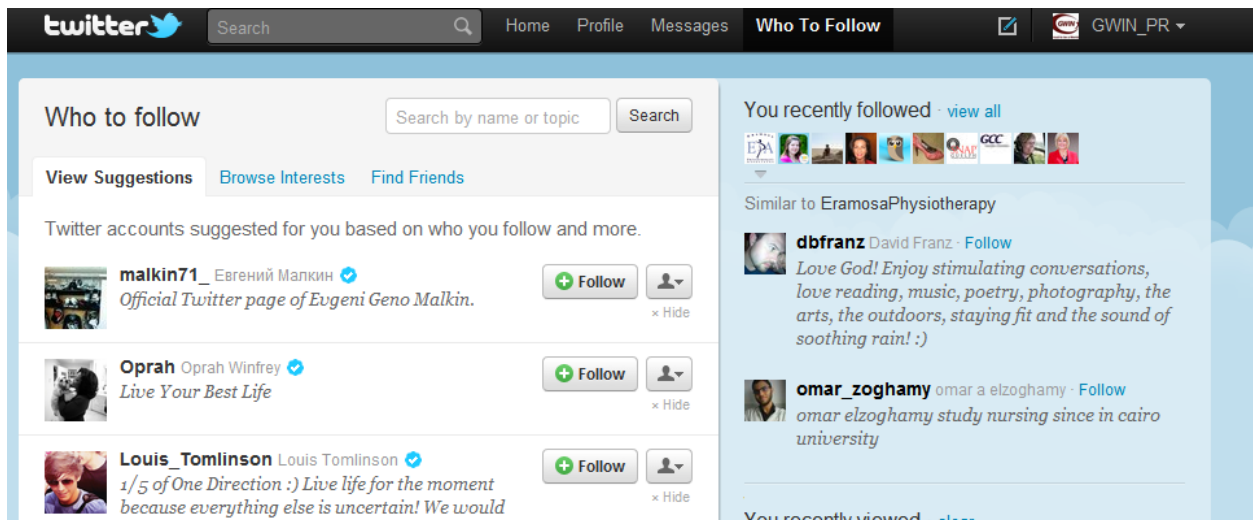 twitter
Search
Home Profile Messages Who To Follow GWIN_PR
Who to follow
Search by name or topic
Search
View Suggestions Browse Interests Find Friends
Twitter accounts suggested for you based on who you follow and more.
malkin71_ Евгений Малкин
Official Twitter page of Evgeni Geno Malkin.
Follow
× Hide
Oprah Oprah Winfrey
Live Your Best Life
Follow
× Hide
Louis_Tomlinson Louis Tomlinson
1/5 of One Direction :) Live life for the moment
because everything else is uncertain! We would
Follow
× Hide
You recently followed · view all
GCC
Similar to EramosaPhysiotherapy
dbfranz David Franz · Follow
Love God! Enjoy stimulating conversations,
love reading, music, poetry, photography, the
arts, the outdoors, staying fit and the sound of
soothing rain! :)
omar_zoghamy omar a elzoghamy · Follow
omar elzoghamy study nursing since in cairo
university
You recently viewed